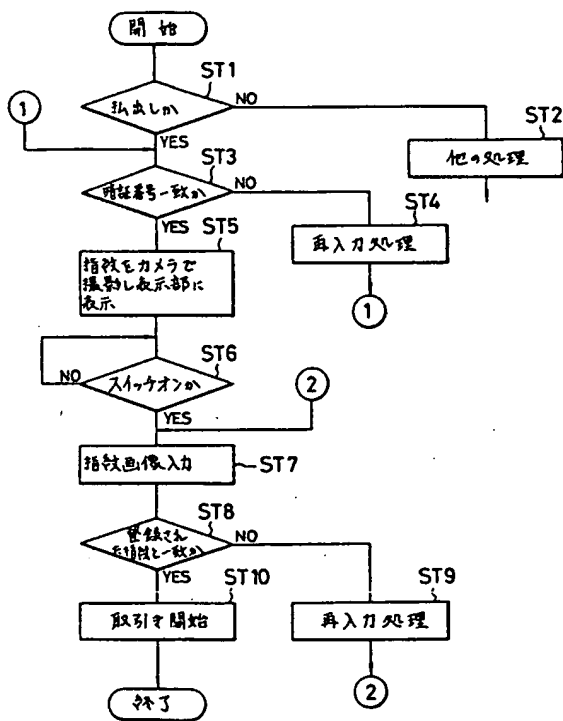 開始
ST1
①
払出しか
NO
ST2
YES
他の処理
ST3
暗証番号一致か
NO
ST4
YES
ST5
再入力処理
指紋をカメラで
撮影し表示部に
表示
①
ST6
スイッチオンか
NO
②
YES
指紋画像入力
ST7
ST8
登録され
た指紋と一致か
NO
YES
ST10
ST9
取引き開始
再入力処理
②
終了